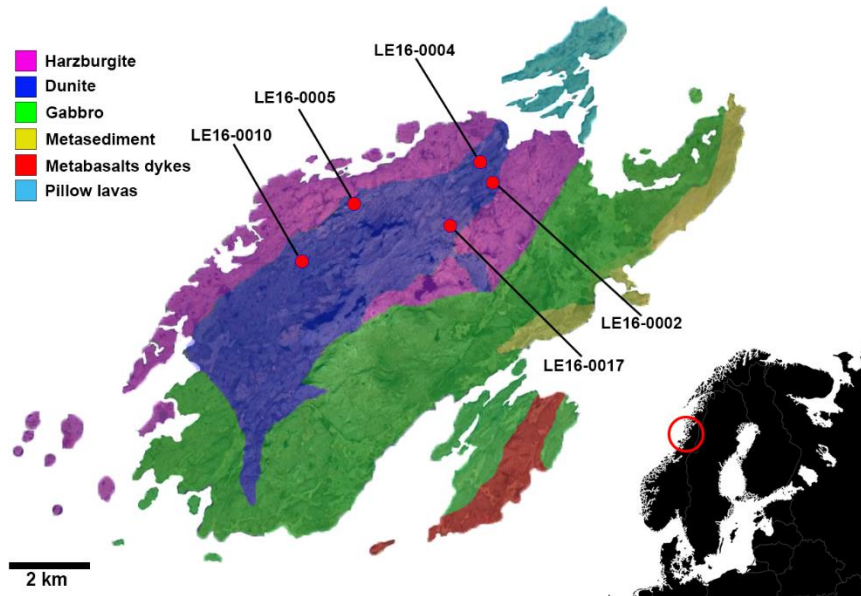 Harzburgite
Dunite
Gabbro
Metasediment
Metabasalts dykes
Pillow lavas
LE16-0004
LE16-0005
LE16-0010
LE16-0002
LE16-0017
2 km